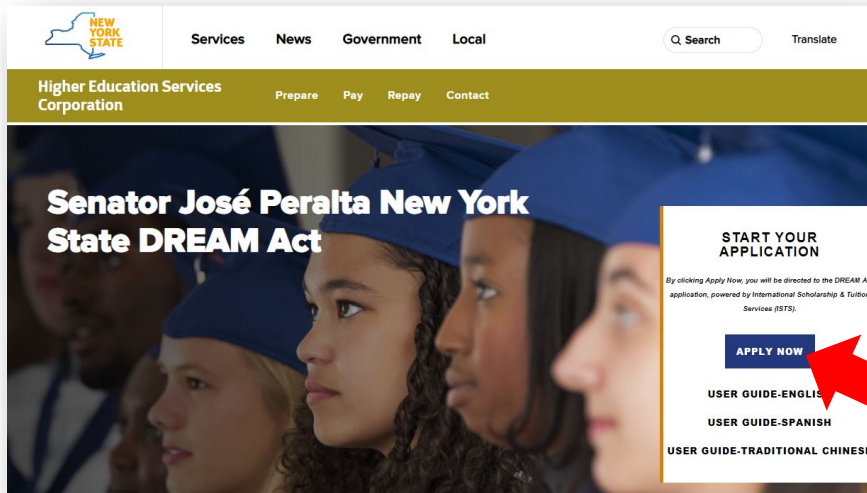 NEW
YORK
STATE
Services News Government Local
Search
Translate
Higher Education Services
Corporation
Prepare Pay Repay Contact
Senator José Peralta New York
State DREAM Act
START YOUR
APPLICATION
By clicking Apply Now, you will be directed to the DREAM A
application, powered by International Scholarship & Tuition
Services (ISTS).
APPLY NOW
USER GUIDE-ENGLIS
USER GUIDE-SPANISH
USER GUIDE-TRADITIONAL CHINES